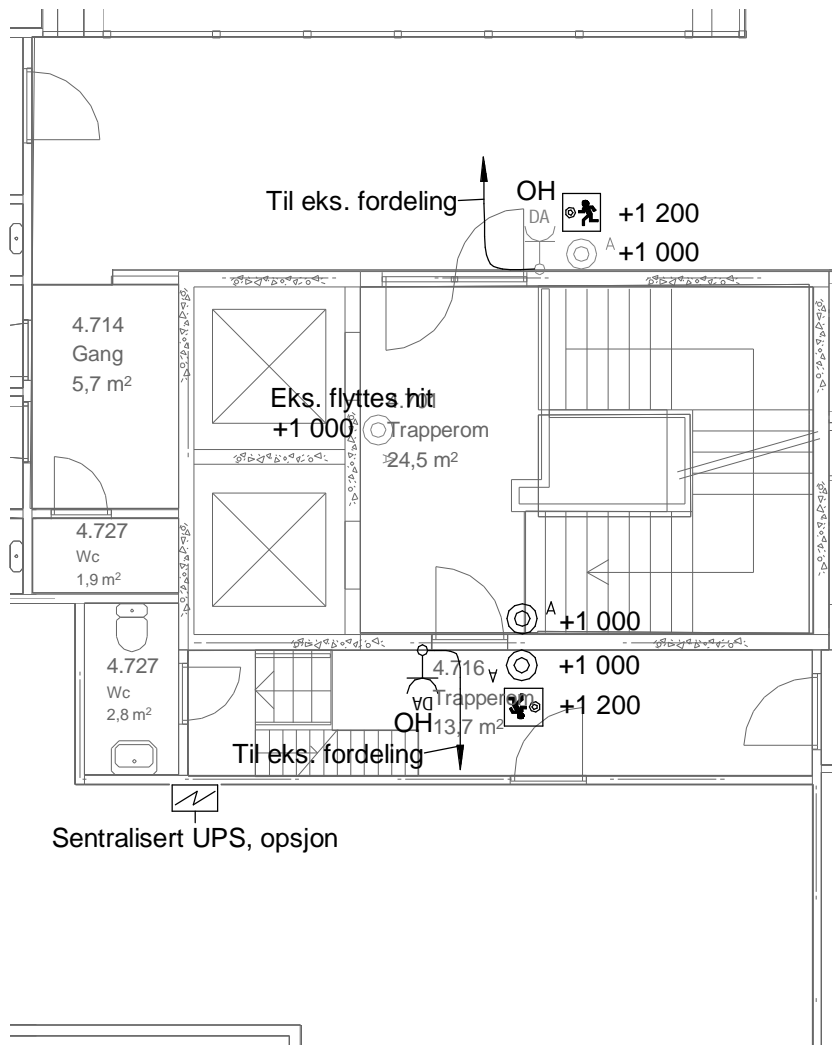 Til eks. fordeling
OH
DA
+1 200
A
+1 000
4.714
Gang
5,7 m²
Eks. flyttes hit
4.701
+1 000
Trapperom
A
24,5 m²
4.727
Wc
1,9 m²
A
+1 000
4.727
Wc
2,8 m²
4.716
A
+1 000
Trapperom
DA
+1 200
OH
13,7 m²
Til eks. fordeling
Sentralisert UPS, opsjon